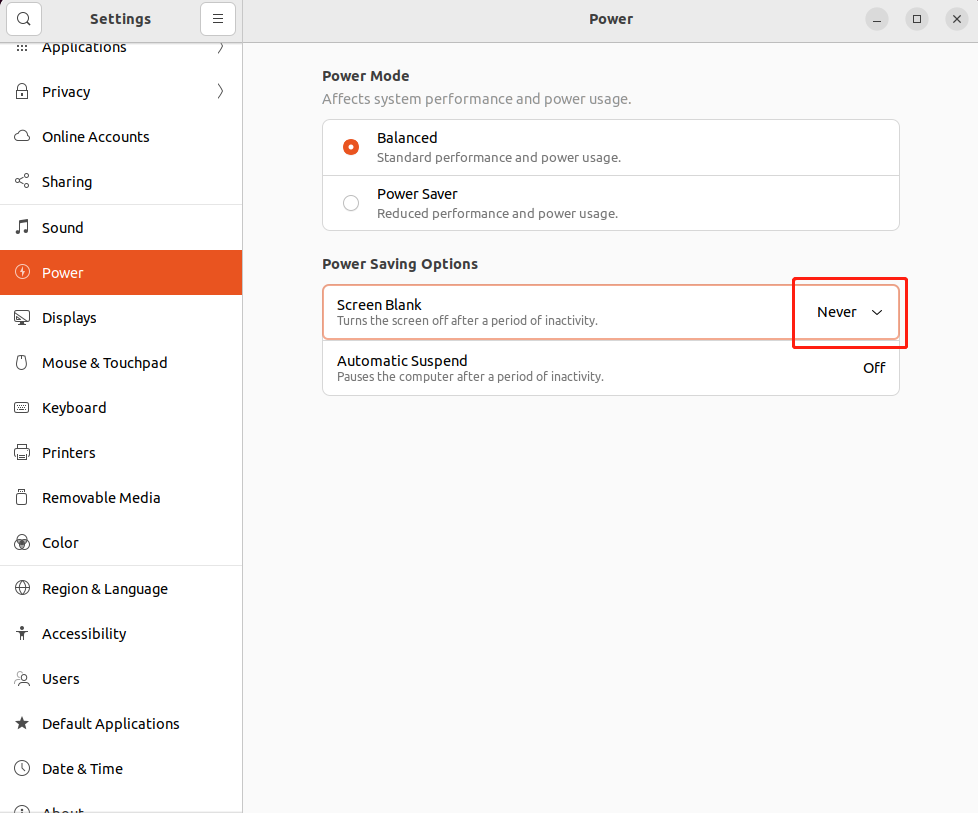 Settings
Power
Applications
Privacy
Online Accounts
Sharing
Sound
Power
Displays
Mouse & Touchpad
Keyboard
Printers
Removable Media
Color
Region & Language
Accessibility
Users
Default Applications
Date & Time
About
Power Mode
Affects system performance and power usage.
Balanced
Standard performance and power usage.
Power Saver
Reduced performance and power usage.
Power Saving Options
Screen Blank
Turns the screen off after a period of inactivity.
Never
Automatic Suspend
Pauses the computer after a period of inactivity.
Off